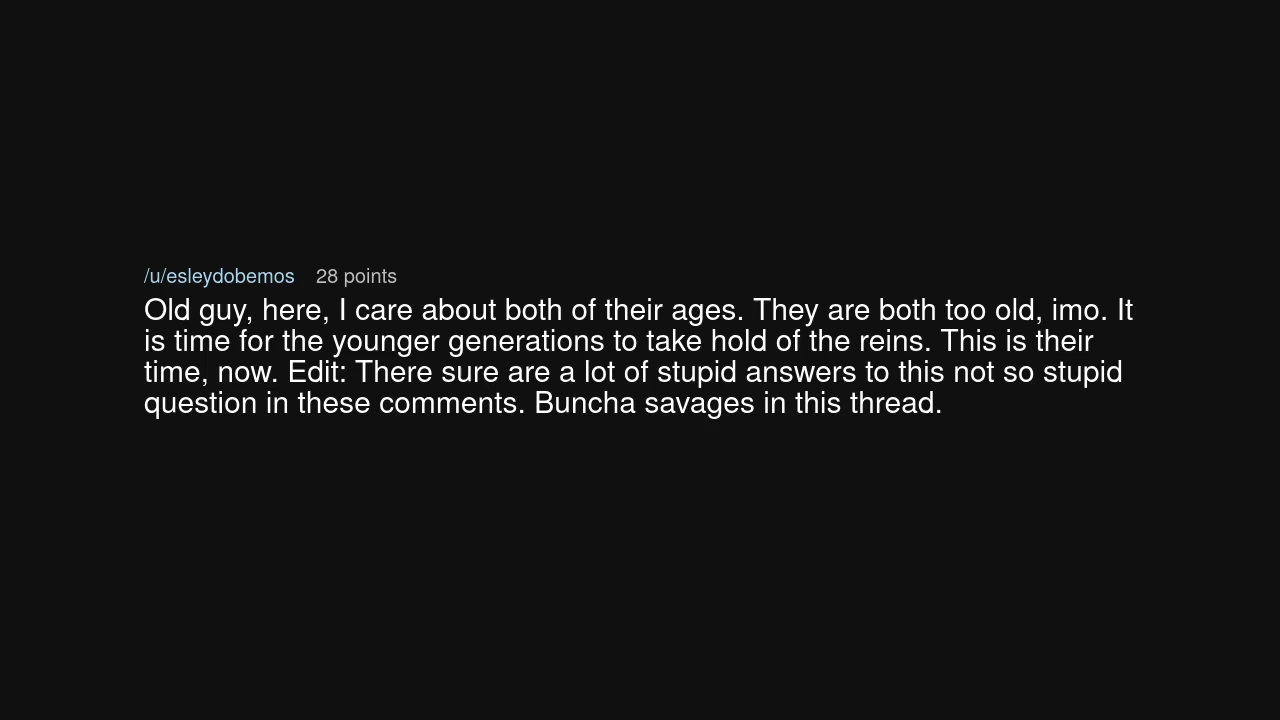 /u/esleydobemos 28 points
Old guy, here, I care about both of their ages. They are both too old, imo. It
is time for the younger generations to take hold of the reins. This is their
time, now. Edit: There sure are a lot of stupid answers to this not so stupid
question in these comments. Buncha savages in this thread.